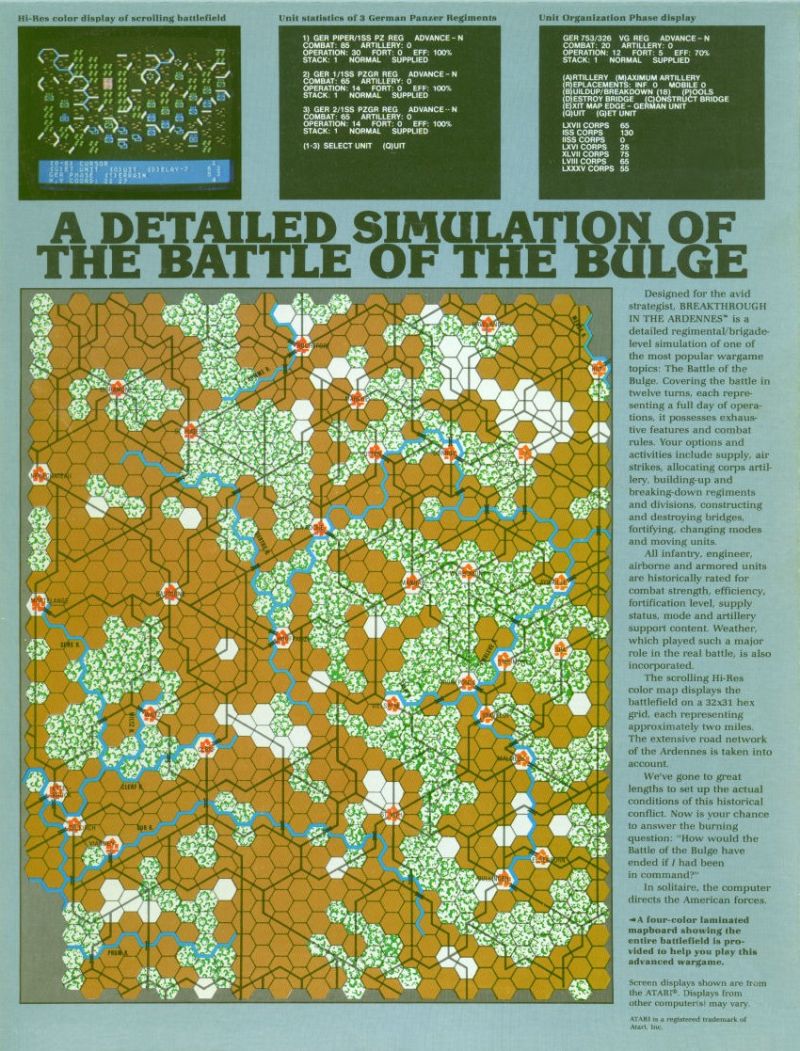 Hi-Res color display of scrolling battlefield
Unit statistics of 3 German Panzer Regiments
Unit Organization Phase display
1) GER PIPER/1SS PZ REG ADVANCE - N
COMBAT: 85 ARTILLERY: 0
OPERATION: 30 FORT: 0 EFF: 100%
STACK: 1 NORMAL SUPPLIED
2) GER 1/1SS PZGR REG ADVANCE - N
COMBAT: 65 ARTILLERY: 0
OPERATION: 14 FORT: 0 EFF: 100%
STACK: 1 NORMAL SUPPLIED
3) GER 2/1SS PZGR REG ADVANCE - N
COMBAT: 65 ARTILLERY: 0
OPERATION: 14 FORT: 0 EFF: 100%
STACK: 1 NORMAL SUPPLIED
(1-3) SELECT UNIT (Q)UIT
GER 753/326 VG REG ADVANCE - N
COMBAT: 20 ARTILLERY: 0
OPERATION: 12 FORT: 5 EFF: 70%
STACK: 1 NORMAL SUPPLIED
(A)RTILLERY (M)AXIMUM ARTILLERY
(R)EPLACEMENTS: INF 0 MOBILE 0
(B)UILDUP/BREAKDOWN (18) (P)OOLS
(D)ESTROY BRIDGE (C)ONSTRUCT BRIDGE
(E)XIT MAP EDGE - GERMAN UNIT
(Q)UIT (G)ET UNIT
LXVII CORPS 65
ISS CORPS 130
IISS CORPS 0
LXVI CORPS 25
XLVII CORPS 75
LVIII CORPS 65
LXXXV CORPS 55
A DETAILED SIMULATION OF
THE BATTLE OF THE BULGE
Designed for the avid
strategist, BREAKTHROUGH
IN THE ARDENNES™ is a
detailed regimental/brigade-
level simulation of one of
the most popular wargame
topics: The Battle of the
Bulge. Covering the battle in
twelve turns, each repre-
senting a full day of opera-
tions, it possesses exhaus-
tive features and combat
rules. Your options and
activities include supply, air
strikes, allocating corps artil-
lery, building-up and
breaking-down regiments
and divisions, constructing
and destroying bridges,
fortifying, changing modes
and moving units.
All infantry, engineer,
airborne and armored units
are historically rated for
combat strength, efficiency,
fortification level, supply
status, mode and artillery
support content. Weather,
which played such a major
role in the real battle, is also
incorporated.
The scrolling Hi-Res
color map displays the
battlefield on a 32x31 hex
grid, each representing
approximately two miles.
The extensive road network
of the Ardennes is taken into
account.
We've gone to great
lengths to set up the actual
conditions of this historical
conflict. Now is your chance
to answer the burning
question: "How would the
Battle of the Bulge have
ended if I had been
in command?"
In solitaire, the computer
directs the American forces.
◄A four-color laminated
mapboard showing the
entire battlefield is pro-
vided to help you play this
advanced wargame.
Screen displays shown are from
the ATARI®. Displays from
other computer(s) may vary.
ATARI is a registered trademark of
Atari, Inc.
SURE R.
CLERF R.
OUR R.
PRUM R.